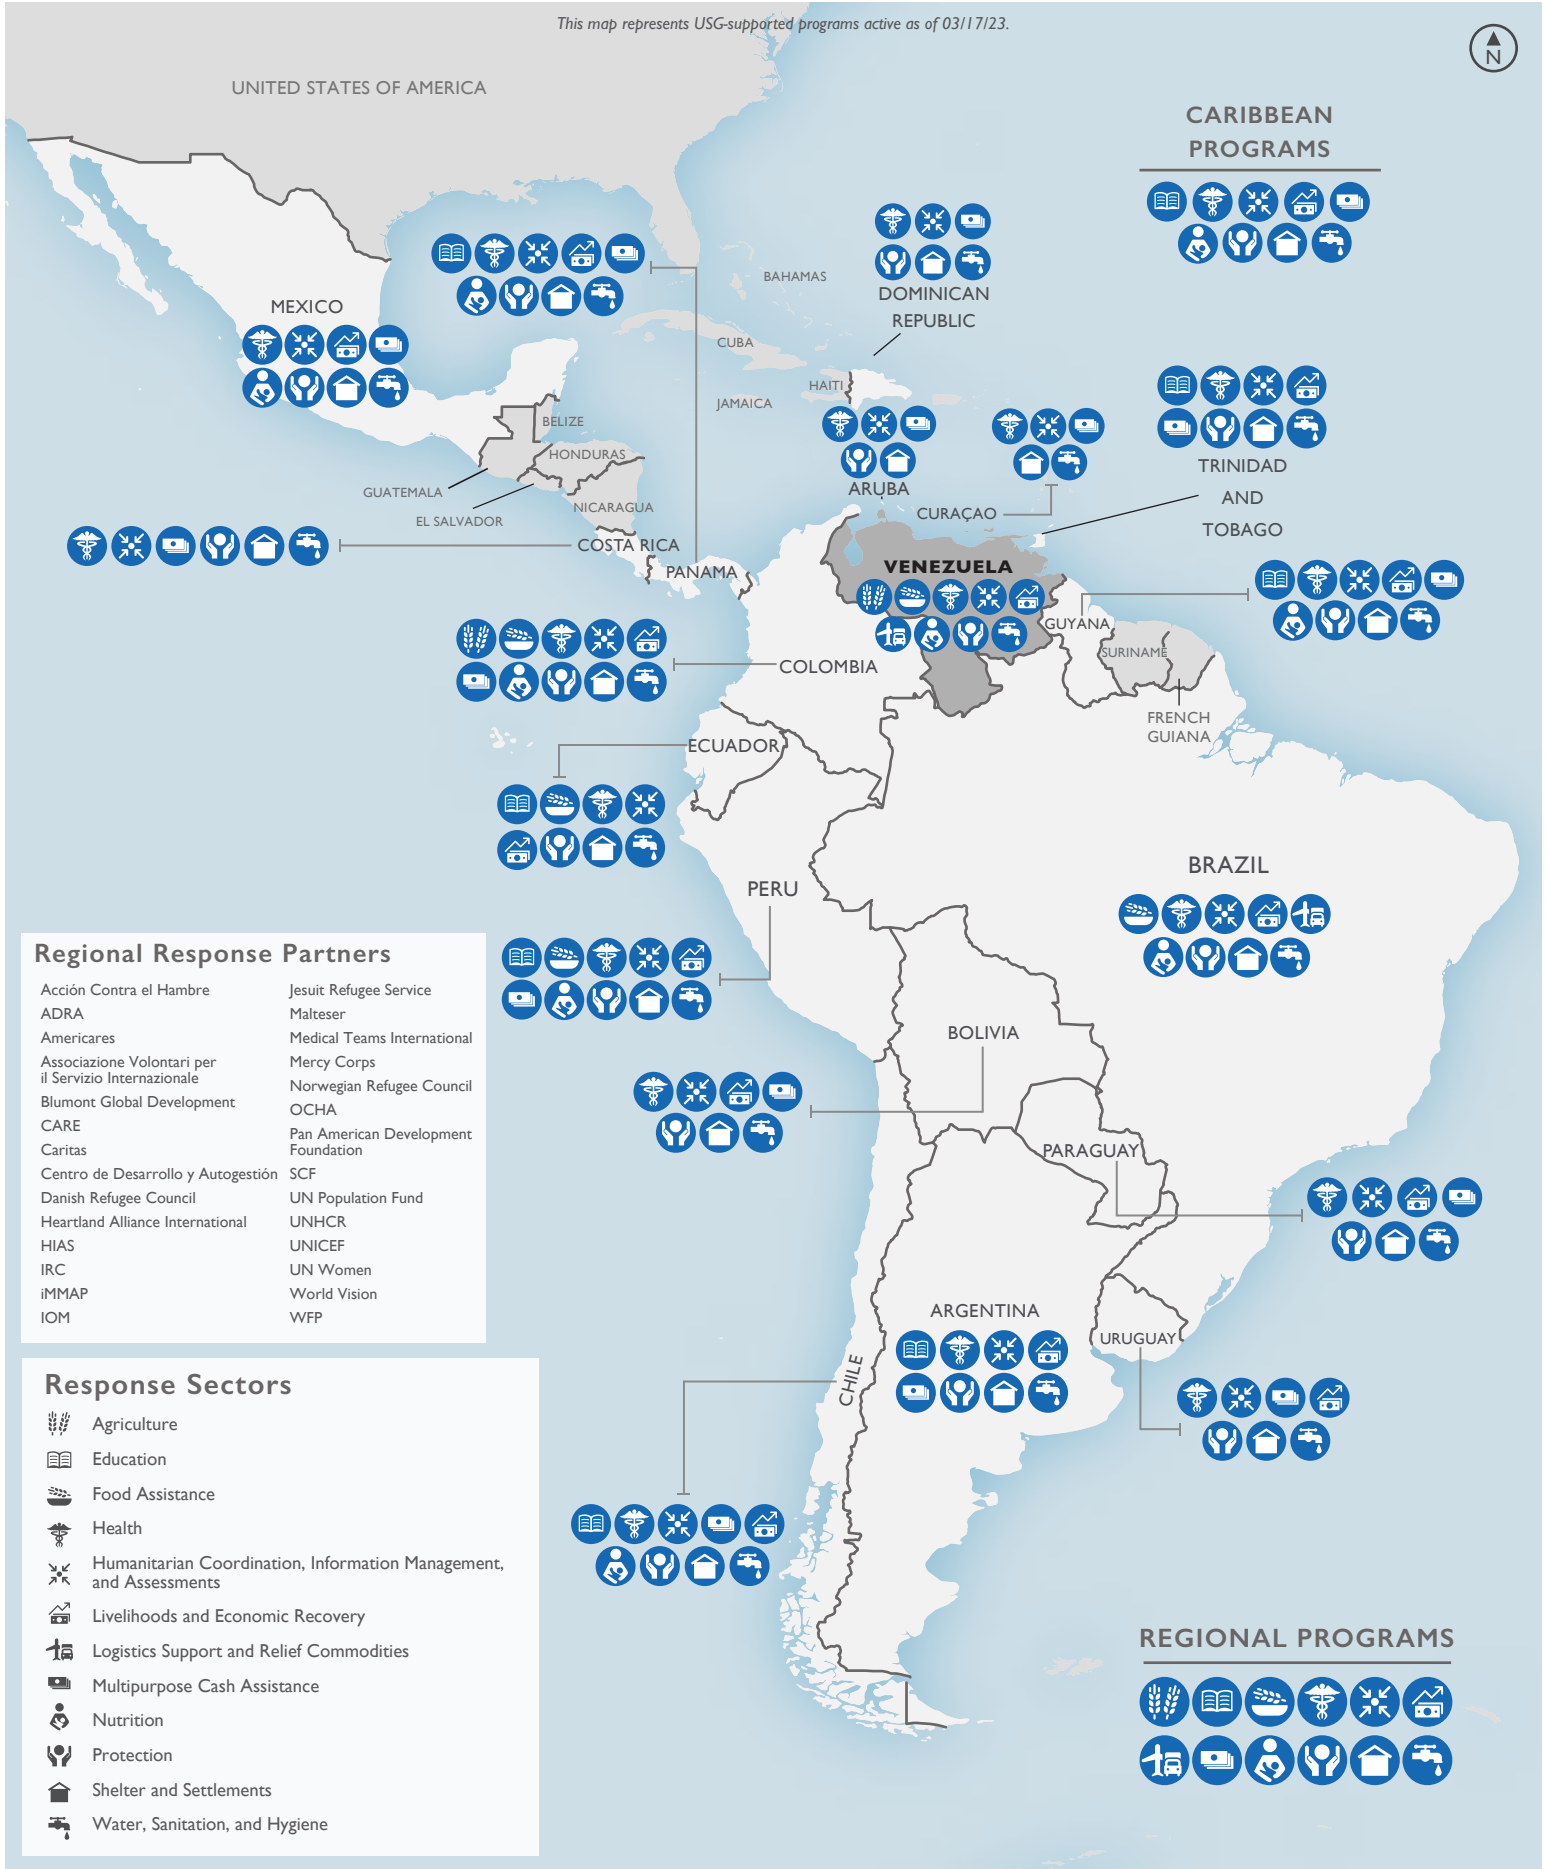 This map represents USG-supported programs active as of 03/17/23.
N
UNITED STATES OF AMERICA
CARIBBEAN
PROGRAMS
MEXICO
BAHAMAS
DOMINICAN
REPUBLIC
CUBA
HAITI
JAMAICA
BELIZE
HONDURAS
GUATEMALA
EL SALVADOR
NICARAGUA
ARUBA
CURAÇAO
TRINIDAD
AND
TOBAGO
COSTA RICA
PANAMA
VENEZUELA
GUYANA
SURINAME
FRENCH
GUIANA
COLOMBIA
ECUADOR
PERU
BRAZIL
BOLIVIA
PARAGUAY
ARGENTINA
URUGUAY
CHILE
Regional Response Partners
Acción Contra el Hambre
ADRA
Americares
Associazione Volontari per
il Servizio Internazionale
Blumont Global Development
CARE
Caritas
Centro de Desarrollo y Autogestión
Danish Refugee Council
Heartland Alliance International
HIAS
IRC
iMMAP
IOM
Jesuit Refugee Service
Malteser
Medical Teams International
Mercy Corps
Norwegian Refugee Council
OCHA
Pan American Development
Foundation
SCF
UN Population Fund
UNHCR
UNICEF
UN Women
World Vision
WFP
Response Sectors
Agriculture
Education
Food Assistance
Health
Humanitarian Coordination, Information Management,
and Assessments
Livelihoods and Economic Recovery
Logistics Support and Relief Commodities
Multipurpose Cash Assistance
Nutrition
Protection
Shelter and Settlements
Water, Sanitation, and Hygiene
REGIONAL PROGRAMS